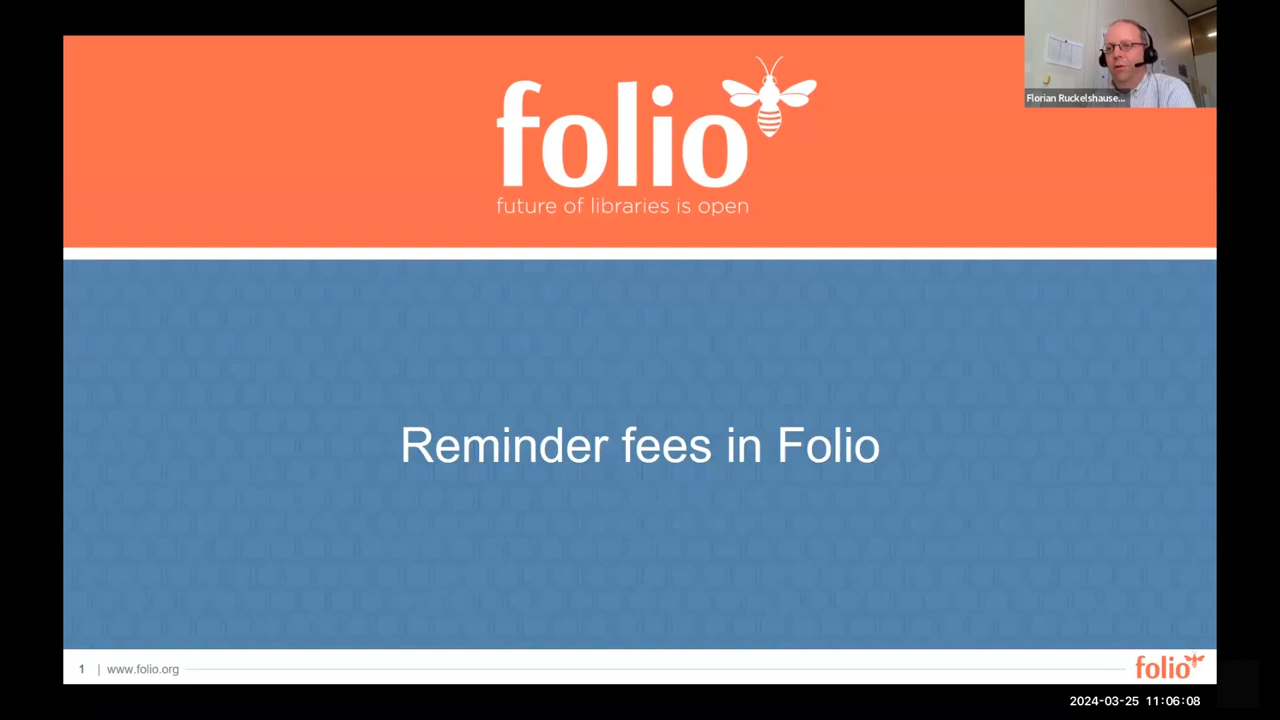 folio
future of libraries is open
Florian Ruckelshause...
Reminder fees in Folio
1 | www.folio.org
folio
2024-03-25 11:06:08